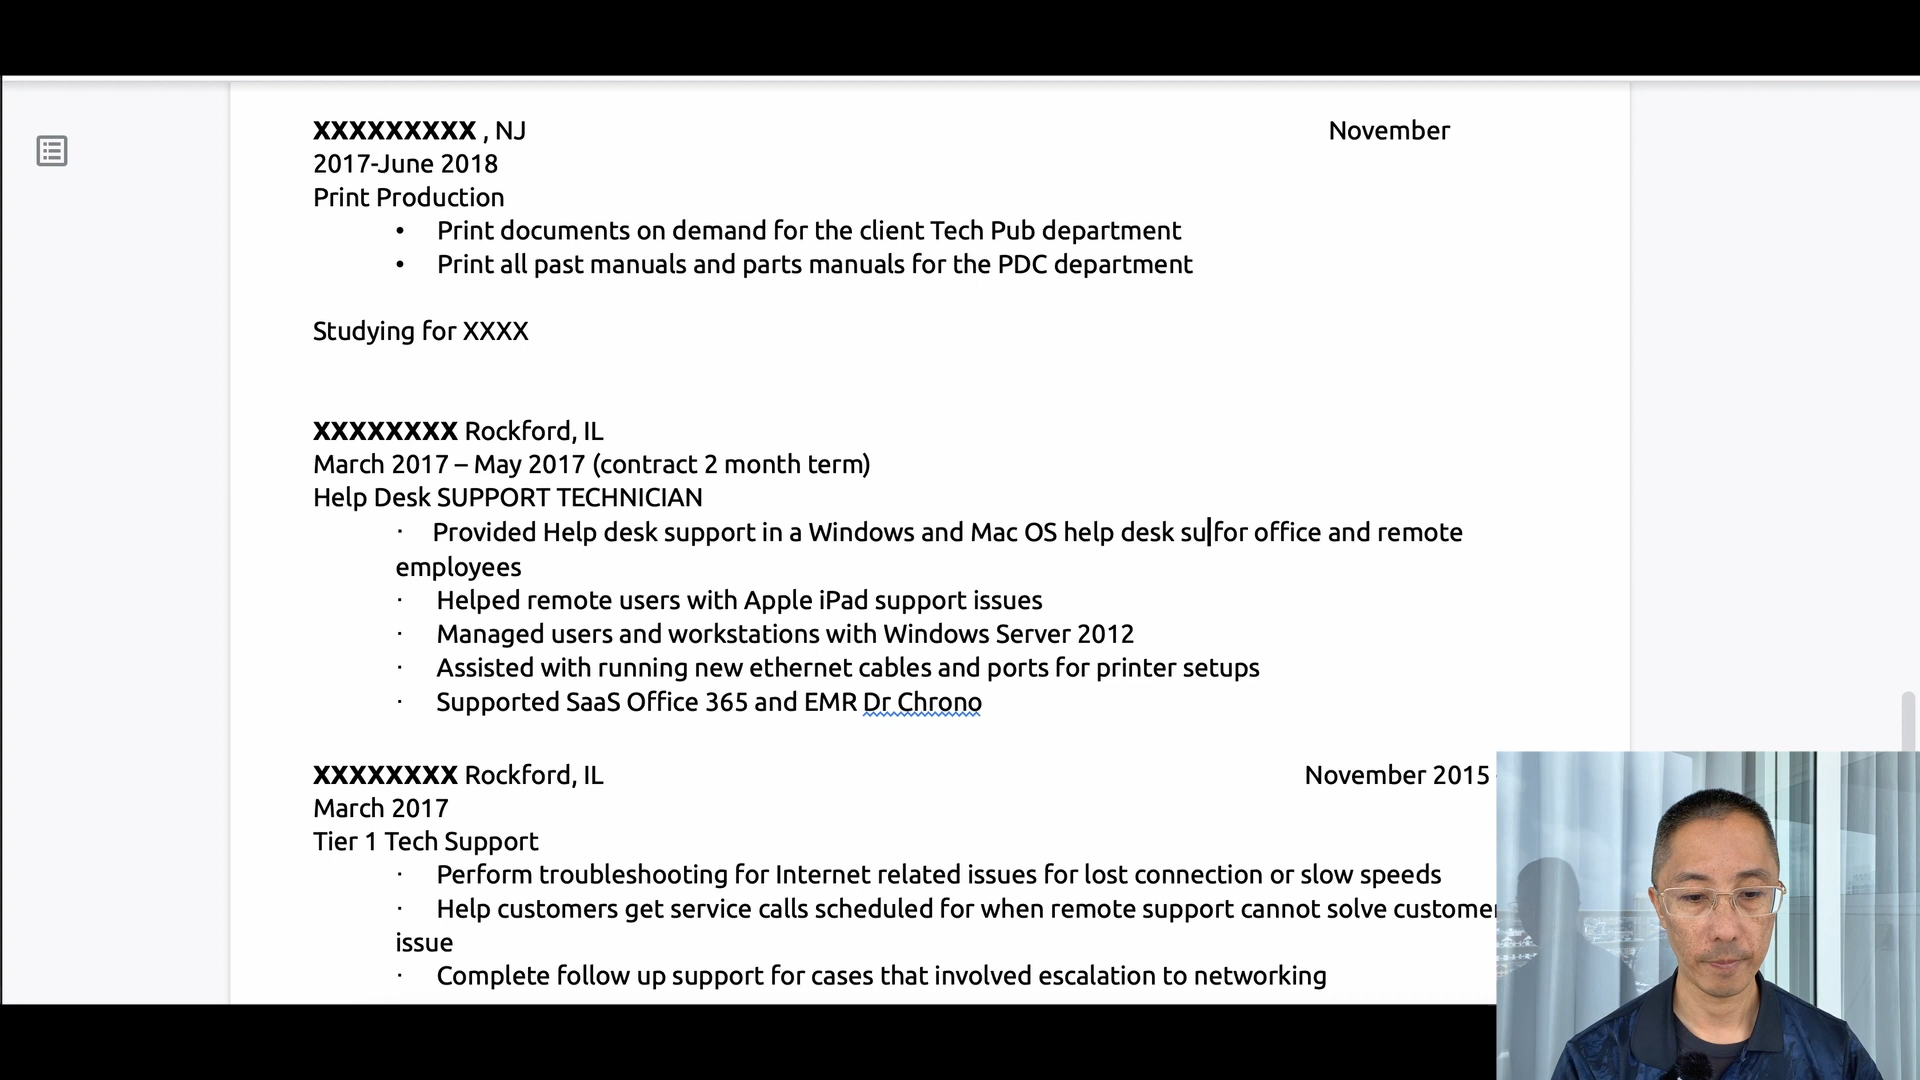 XXXXXXXXX , NJ November
2017-June 2018
Print Production
• Print documents on demand for the client Tech Pub department
• Print all past manuals and parts manuals for the PDC department
Studying for XXXX
XXXXXXXX Rockford, IL
March 2017 – May 2017 (contract 2 month term)
Help Desk SUPPORT TECHNICIAN
· Provided Help desk support in a Windows and Mac OS help desk su for office and remote
employees
· Helped remote users with Apple iPad support issues
· Managed users and workstations with Windows Server 2012
· Assisted with running new ethernet cables and ports for printer setups
· Supported SaaS Office 365 and EMR Dr Chrono
XXXXXXXX Rockford, IL November 2015
March 2017
Tier 1 Tech Support
· Perform troubleshooting for Internet related issues for lost connection or slow speeds
· Help customers get service calls scheduled for when remote support cannot solve customer
issue
· Complete follow up support for cases that involved escalation to networking